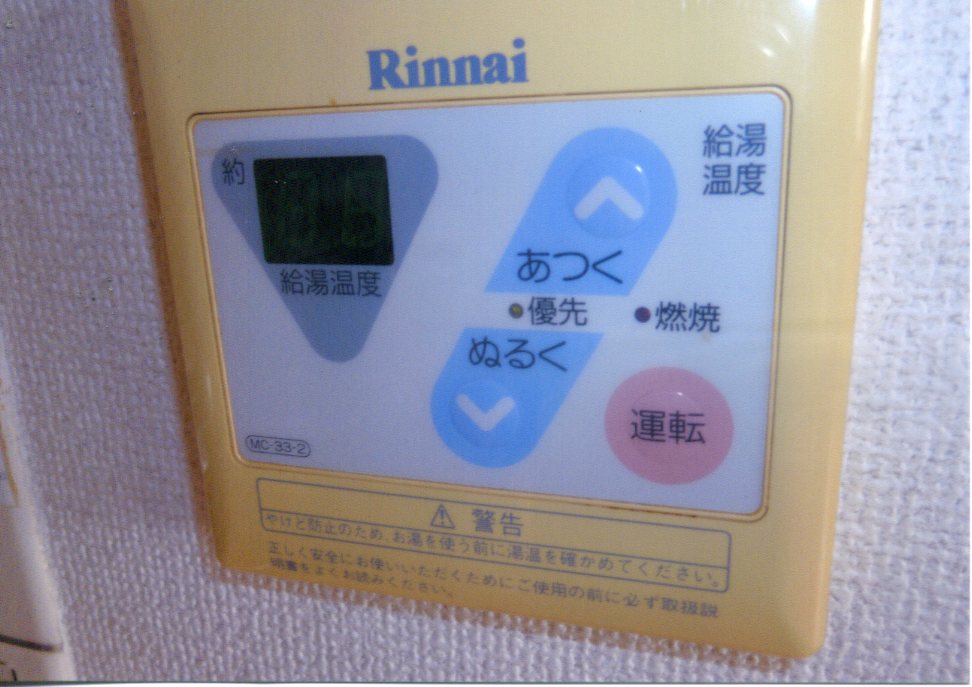 Rinnai
約
給湯温度
給湯
温度
あつく
優先
燃焼
ぬるく
運転
MC-33-2
警告
やけど防止のため、お湯を使う前に湯温を確かめてください。
正しく安全にお使いいただくためにご使用の前に必ず取扱説
明書をよくお読みください。